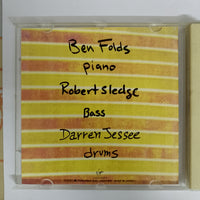 Ben Folds
piano
Robert Sledge
Bass
Darren Jessee
drums